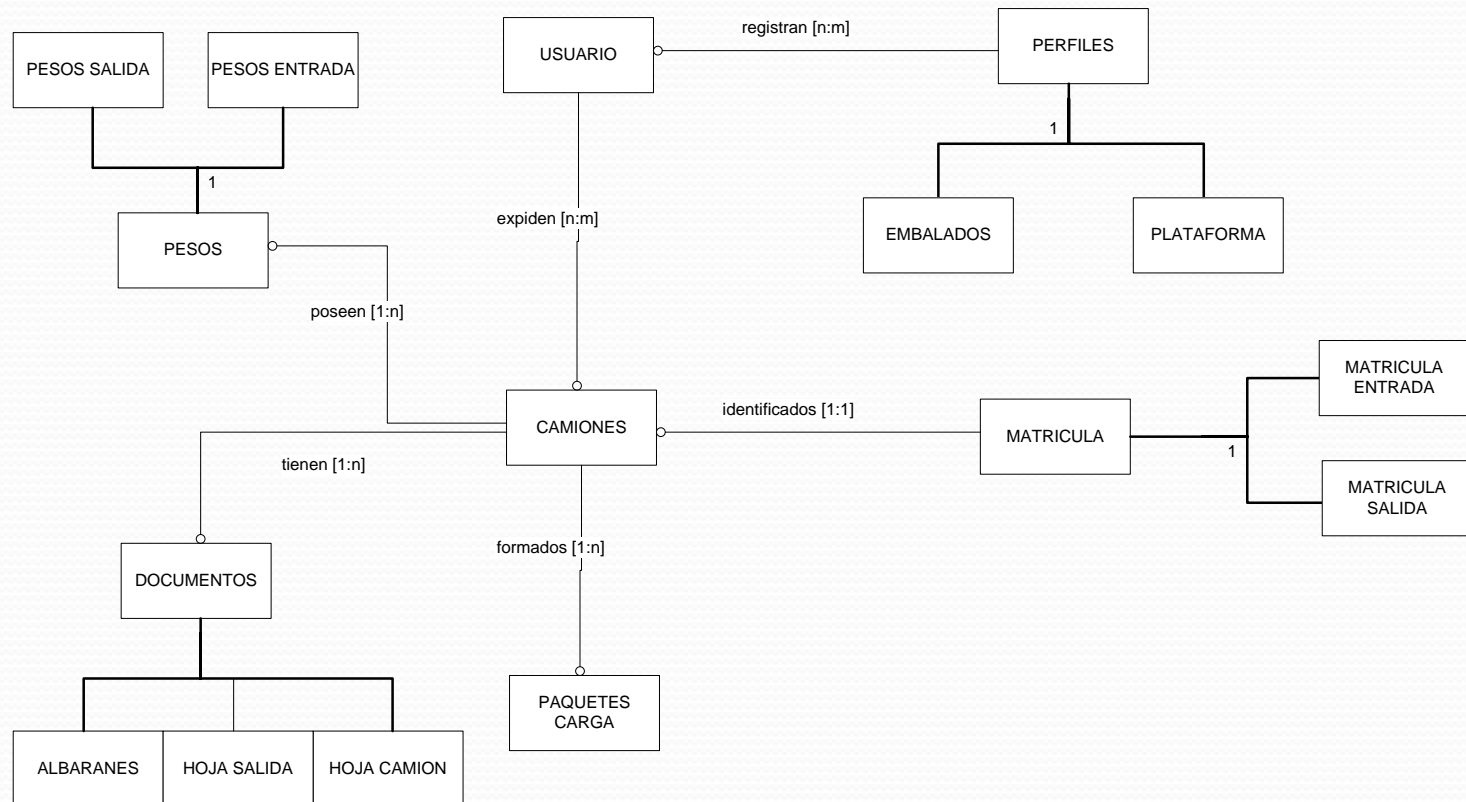 registran [n:m]
USUARIO
PERFILES
PESOS SALIDA
PESOS ENTRADA
1
1
expiden [n:m]
EMBALADOS
PLATAFORMA
PESOS
poseen [1:n]
MATRICULA
ENTRADA
identificados [1:1]
CAMIONES
MATRICULA
1
tienen [1:n]
MATRICULA
SALIDA
formados [1:n]
DOCUMENTOS
PAQUETES
CARGA
ALBARANES
HOJA SALIDA
HOJA CAMION